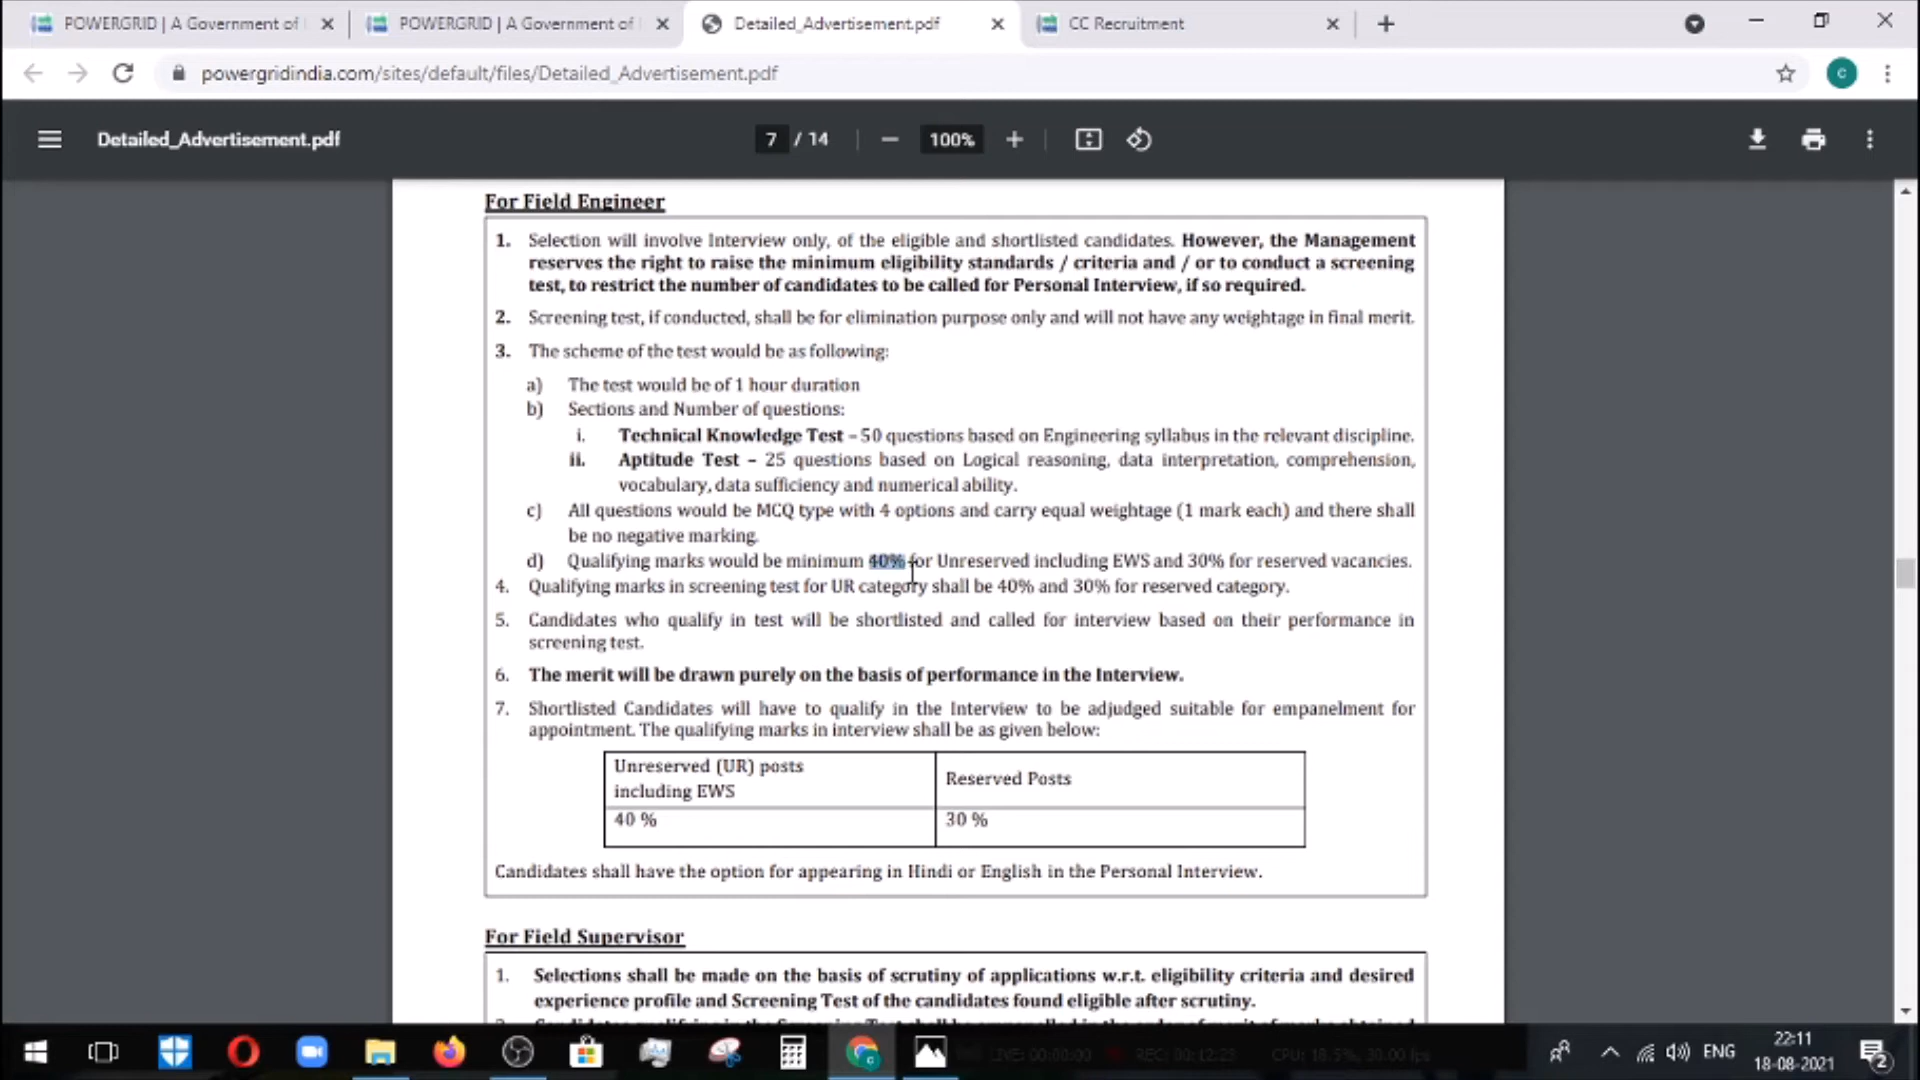 POWERGRID | A Government of
POWERGRID | A Government of
Detailed_Advertisement.pdf
CC Recruitment
powergridindia.com/sites/default/files/Detailed_Advertisement.pdf
C
Detailed_Advertisement.pdf
7 / 14
100%
For Field Engineer
1. Selection will involve Interview only, of the eligible and shortlisted candidates. However, the Management
reserves the right to raise the minimum eligibility standards / criteria and / or to conduct a screening
test, to restrict the number of candidates to be called for Personal Interview, if so required.
2. Screening test, if conducted, shall be for elimination purpose only and will not have any weightage in final merit.
3. The scheme of the test would be as following:
a) The test would be of 1 hour duration
b) Sections and Number of questions:
i. Technical Knowledge Test – 50 questions based on Engineering syllabus in the relevant discipline.
ii. Aptitude Test – 25 questions based on Logical reasoning, data interpretation, comprehension,
vocabulary, data sufficiency and numerical ability.
c) All questions would be MCQ type with 4 options and carry equal weightage (1 mark each) and there shall
be no negative marking.
d) Qualifying marks would be minimum 40% for Unreserved including EWS and 30% for reserved vacancies.
4. Qualifying marks in screening test for UR category shall be 40% and 30% for reserved category.
5. Candidates who qualify in test will be shortlisted and called for interview based on their performance in
screening test.
6. The merit will be drawn purely on the basis of performance in the Interview.
7. Shortlisted Candidates will have to qualify in the Interview to be adjudged suitable for empanelment for
appointment. The qualifying marks in interview shall be as given below:
Unreserved (UR) posts
including EWS
Reserved Posts
40 %
30 %
Candidates shall have the option for appearing in Hindi or English in the Personal Interview.
For Field Supervisor
1. Selections shall be made on the basis of scrutiny of applications w.r.t. eligibility criteria and desired
experience profile and Screening Test of the candidates found eligible after scrutiny.
LIVE: 00:00:00 REC: 00:12:25 CPU: 18.5%, 30.00 fps
ENG
22:11
18-08-2021
2